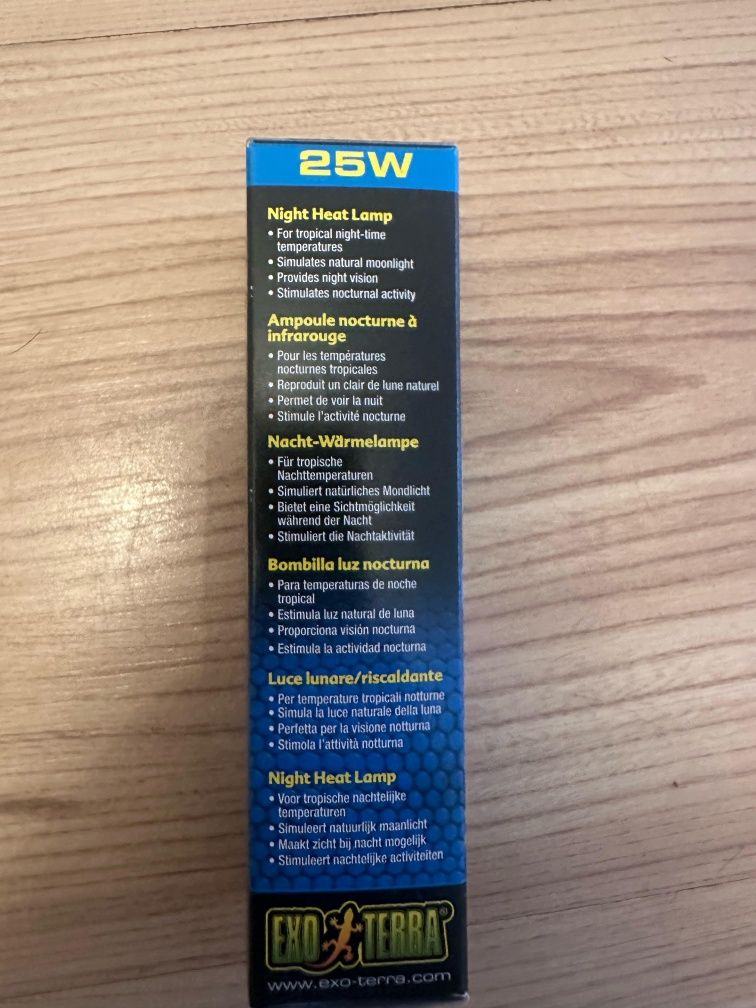 25W
Night Heat Lamp
• For tropical night-time
temperatures
• Simulates natural moonlight
• Provides night vision
• Stimulates nocturnal activity
Ampoule nocturne à
infrarouge
• Pour les températures
nocturnes tropicales
• Reproduit un clair de lune naturel
• Permet de voir la nuit
• Stimule l'activité nocturne
Nacht-Wärmelampe
• Für tropische
Nachttemperaturen
• Simuliert natürliches Mondlicht
• Bietet eine Sichtmöglichkeit
während der Nacht
• Stimuliert die Nachtaktivität
Bombilla luz nocturna
• Para temperaturas de noche
tropical
• Estimula luz natural de luna
• Proporciona visión nocturna
• Estimula la actividad nocturna
Luce lunare/riscaldante
• Per temperature tropicali notturne
• Simula la luce naturale della luna
• Perfetta per la visione notturna
• Stimola l'attività notturna
Night Heat Lamp
• Voor tropische nachtelijke
temperaturen
• Simuleert natuurlijk maanlicht
• Maakt zicht bij nacht mogelijk
• Stimuleert nachtelijke activiteiten
EXO TERRA®
www.exo-terra.com